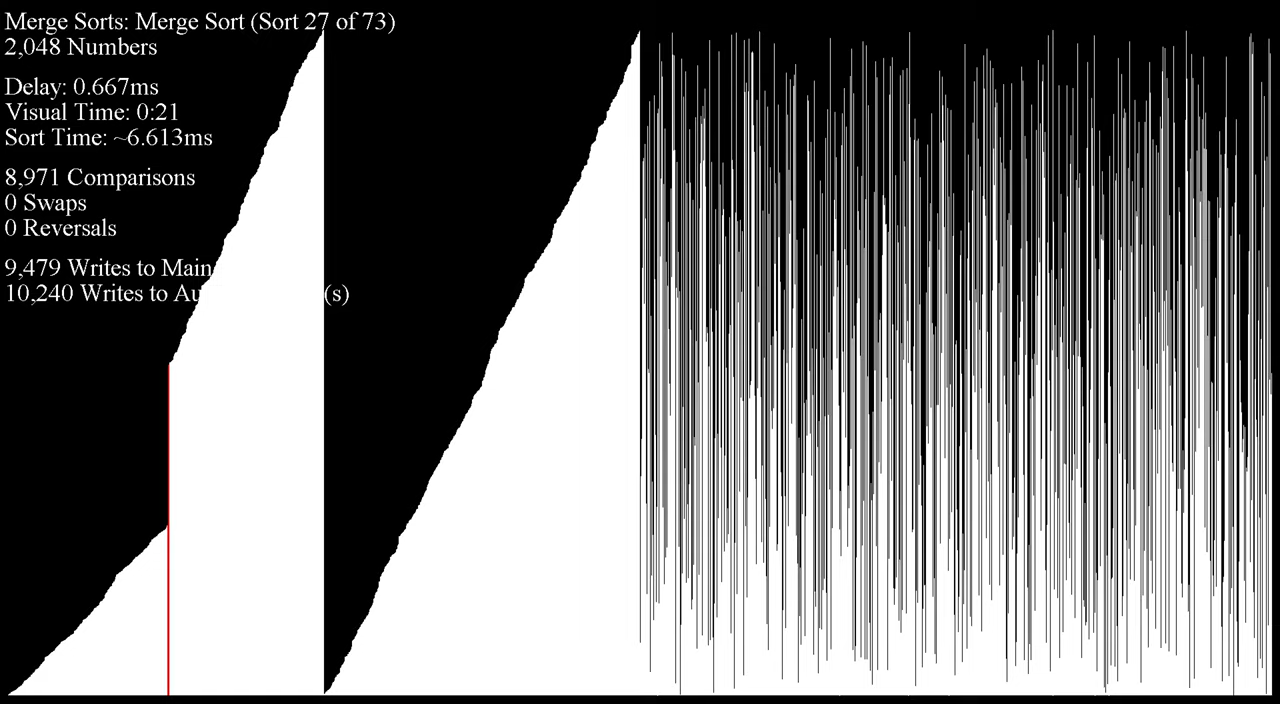 Merge Sorts: Merge Sort (Sort 27 of 73)
2,048 Numbers
Delay: 0.667ms
Visual Time: 0:21
Sort Time: ~6.613ms
8,971 Comparisons
0 Swaps
0 Reversals
9,479 Writes to Main
10,240 Writes to Au (s)